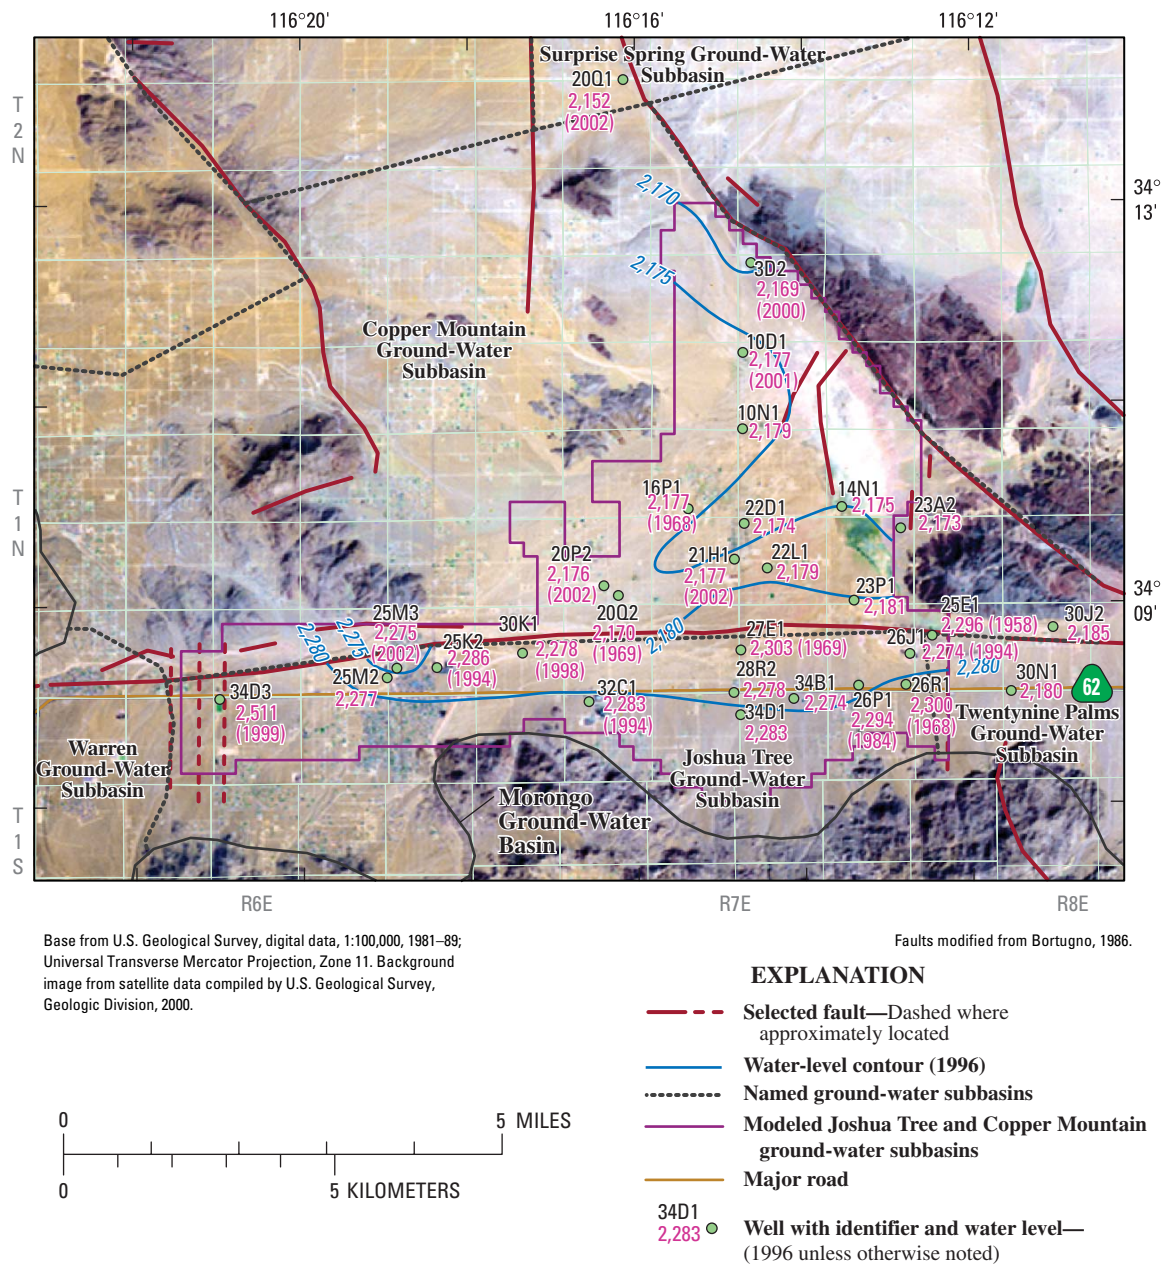 116°20'
116°16'
116°12'
Surprise Spring Ground-Water
Subbasin
20Q1
2,152
(2002)
T
2
N
34°
13'
2,170
2,175
3D2
2,169
(2000)
Copper Mountain
Ground-Water
Subbasin
10D1
2,177
(2001)
10N1
2,179
T
1
N
16P1
2,177
(1968)
22D1
2,174
14N1
2,175
23A2
2,173
20P2
2,176
(2002)
21H1
2,177
(2002)
22L1
2,179
23P1
2,181
34°
09'
25M3
2,275
(2002)
30K1
2,278
(1998)
20Q2
2,170
(1969)
2,180
27E1
2,303 (1969)
25E1
2,296 (1958)
26J1
2,274 (1994)
30J2
2,185
2,280
2,275
25K2
2,286
(1994)
25M2
2,277
2,280
34D3
2,511
(1999)
32C1
2,283
(1994)
28R2
2,278
34B1
2,274
34D1
2,283
26P1
2,294
(1984)
26R1
2,300
(1968)
30N1
2,180
62
Twentynine Palms
Ground-Water
Subbasin
Warren
Ground-Water
Subbasin
Joshua Tree
Ground-Water
Subbasin
Morongo
Ground-Water
Basin
T
1
S
R6E
R7E
R8E
Base from U.S. Geological Survey, digital data, 1:100,000, 1981–89;
Universal Transverse Mercator Projection, Zone 11. Background
image from satellite data compiled by U.S. Geological Survey,
Geologic Division, 2000.
Faults modified from Bortugno, 1986.
EXPLANATION
Selected fault—Dashed where
approximately located
Water-level contour (1996)
Named ground-water subbasins
Modeled Joshua Tree and Copper Mountain
ground-water subbasins
Major road
34D1
2,283
Well with identifier and water level—
(1996 unless otherwise noted)
0
5 MILES
0
5 KILOMETERS